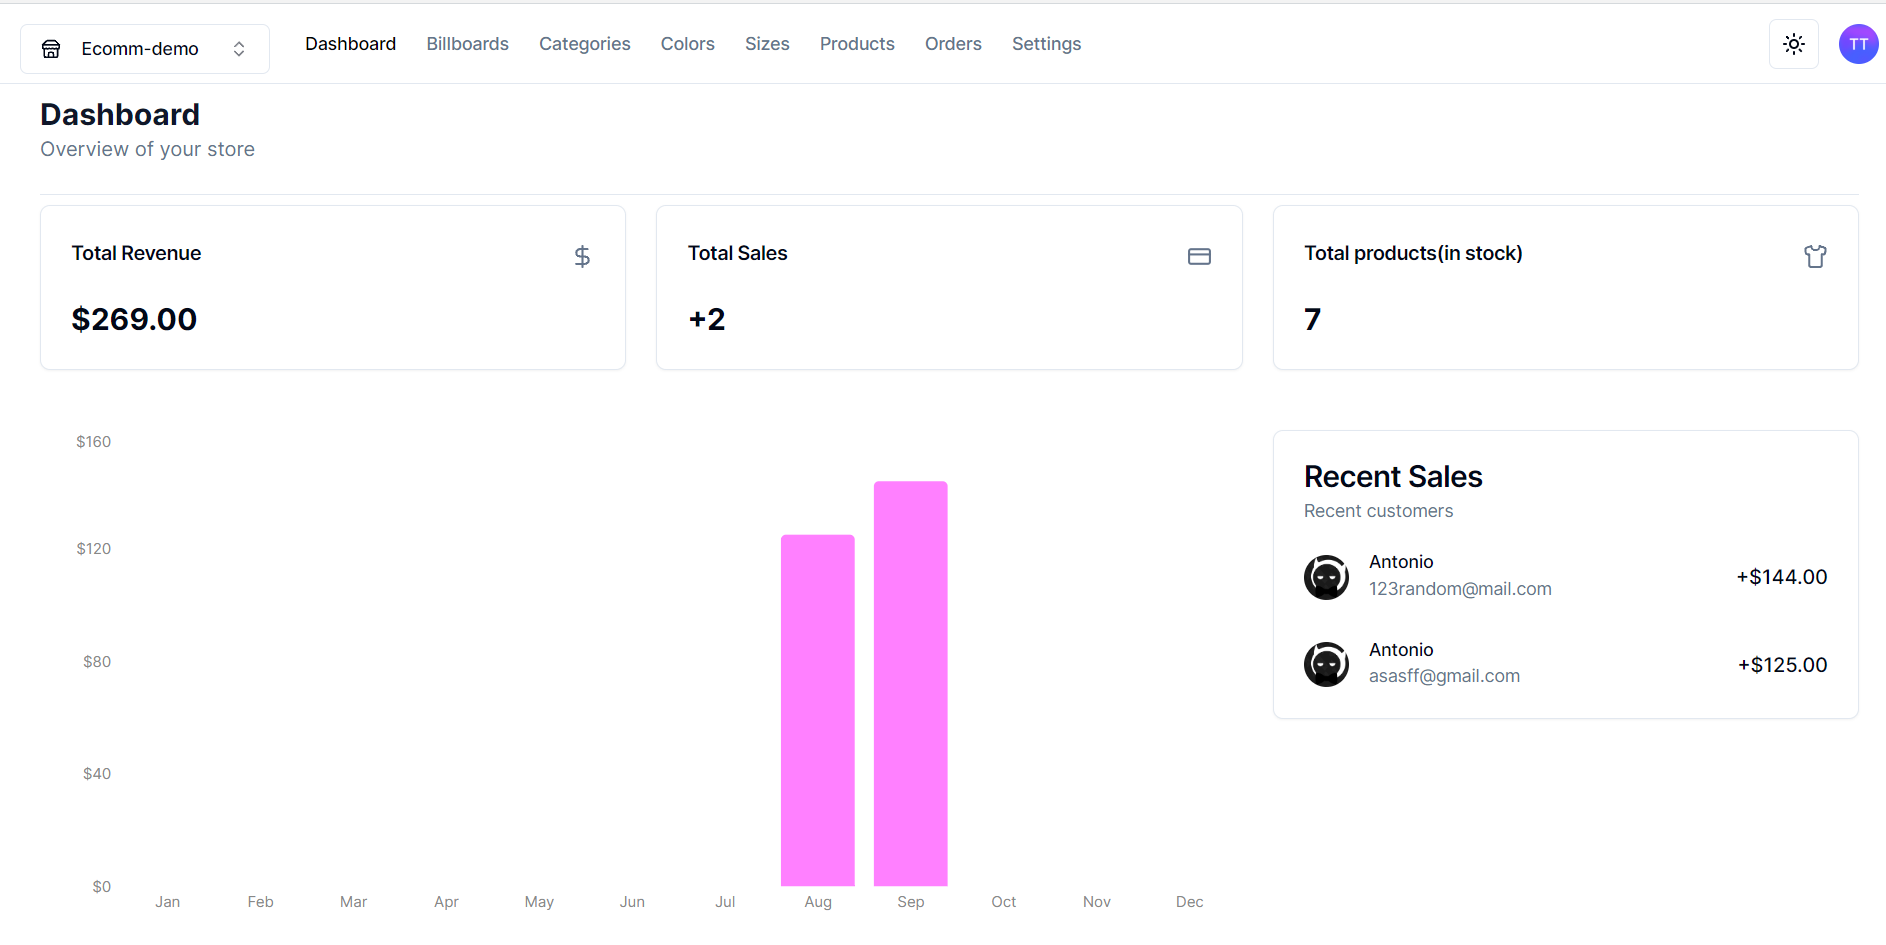 Ecomm-demo
Dashboard
Billboards
Categories
Colors
Sizes
Products
Orders
Settings
TT
Dashboard
Overview of your store
Total Revenue
$
$269.00
Total Sales
+2
Total products(in stock)
7
$160
$120
$80
$40
$0
Jan
Feb
Mar
Apr
May
Jun
Jul
Aug
Sep
Oct
Nov
Dec
Recent Sales
Recent customers
Antonio
123random@mail.com
+$144.00
Antonio
asasff@gmail.com
+$125.00